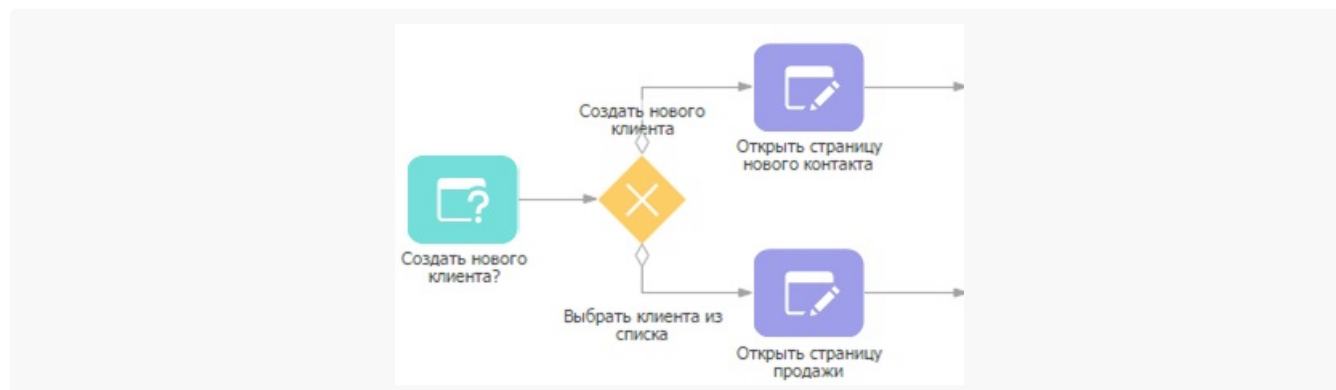 Создать нового
клиента
Открыть страницу
нового контакта
Создать нового
клиента?
Выбрать клиента из
списка
Открыть страницу
продажи